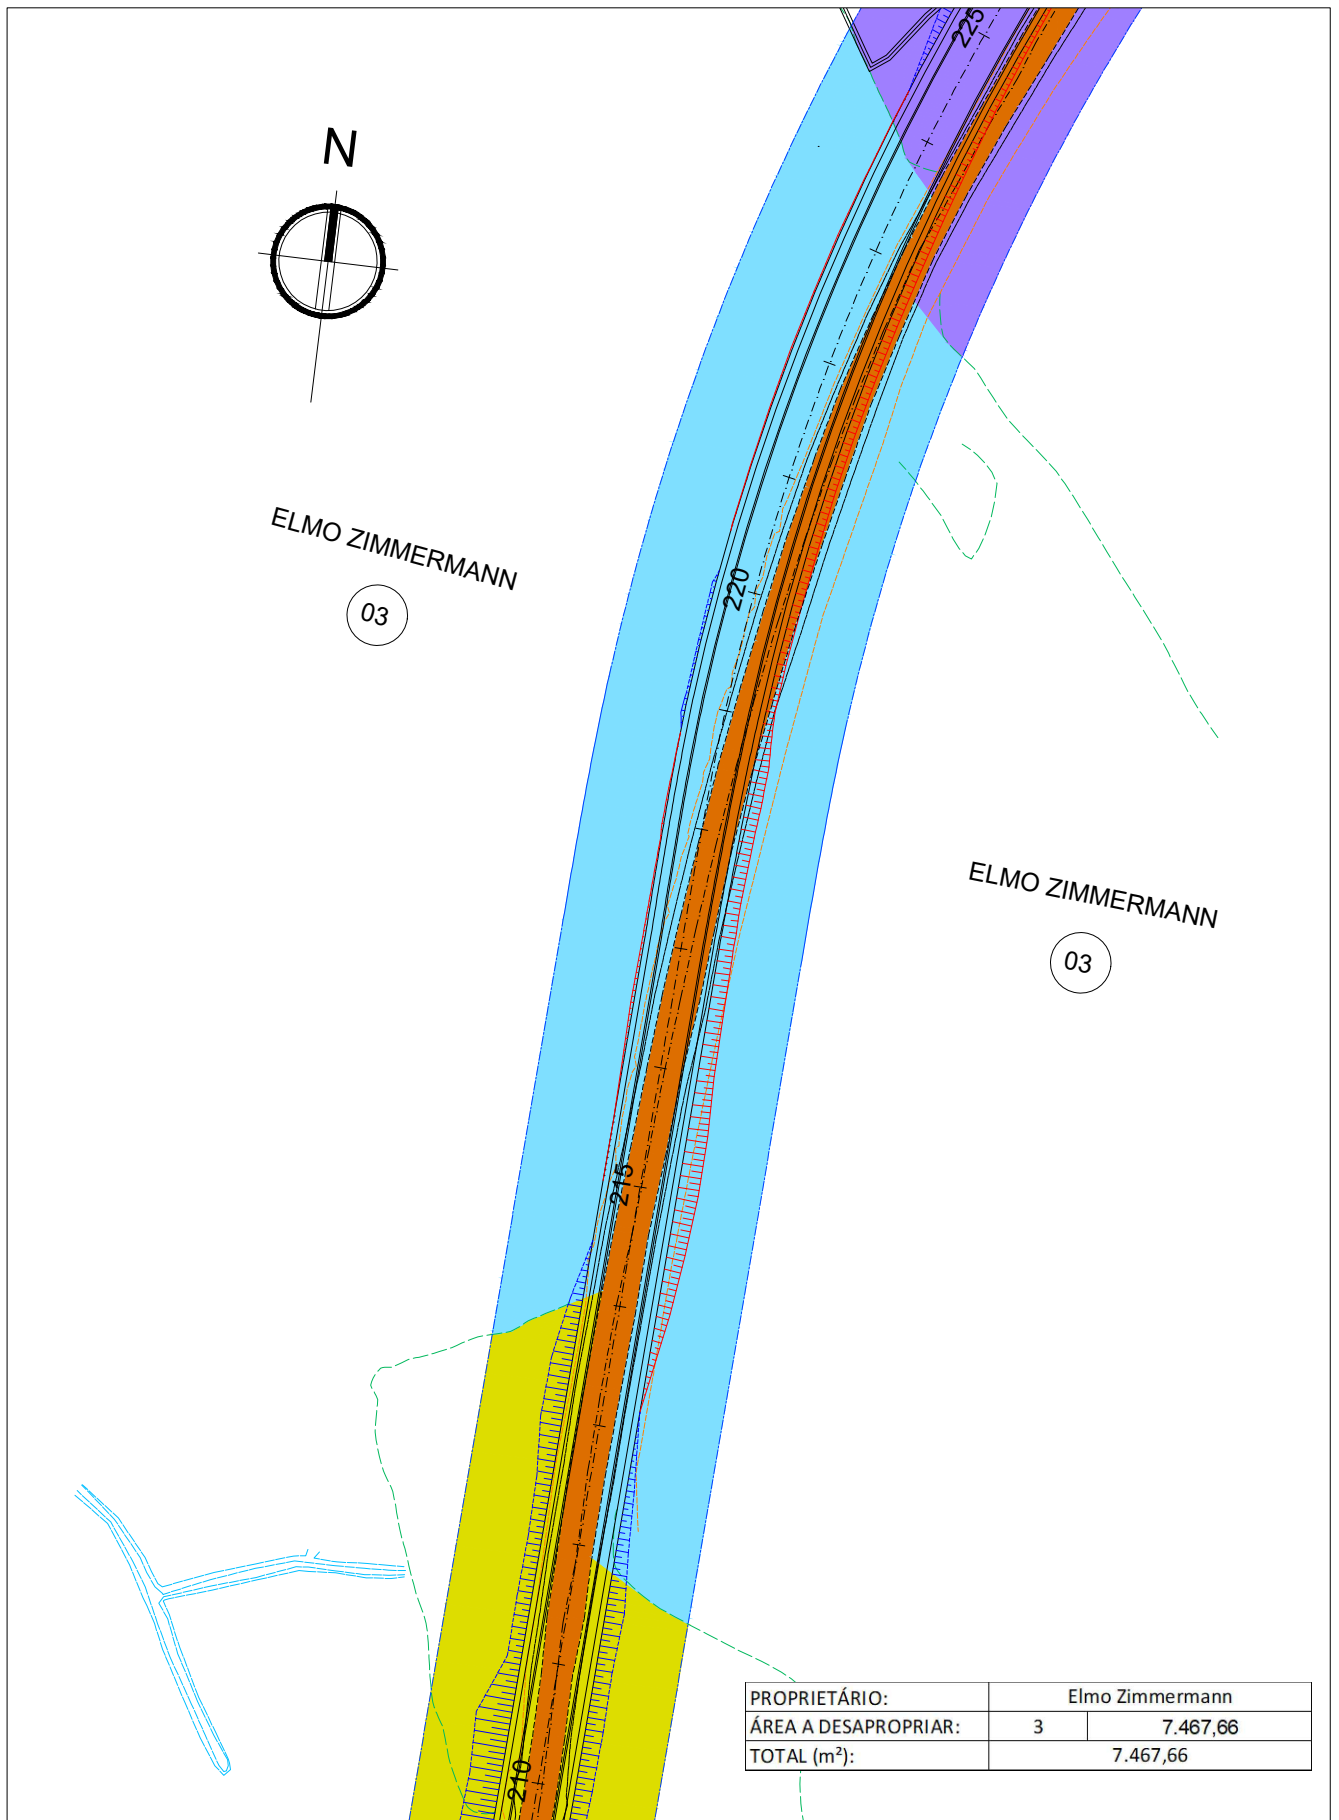 225
N
ELMO ZIMMERMANN
03
220
ELMO ZIMMERMANN
03
215
PROPRIETÁRIO: Elmo Zimmermann
ÁREA A DESAPROPRIAR: 3 7.467,66
TOTAL (m²): 7.467,66
210